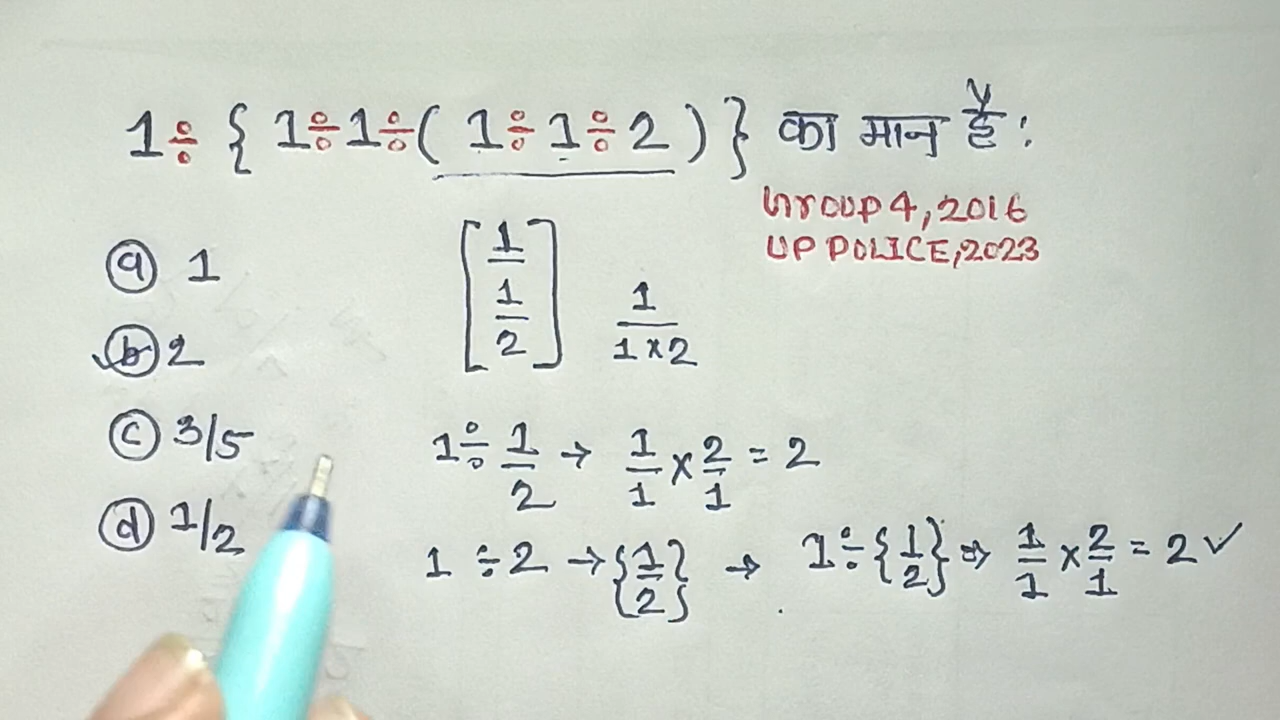 1 ÷ { 1 ÷ 1 ÷ ( 1 ÷ 1 ÷ 2 ) } का मान है :
Group 4, 2016
UP POLICE, 2023
(a) 1
(b) 2
(c) 3/5
(d) 1/2
[ 1 / 1 / 2 ] 1 / 1×2
1 ÷ 1/2 → 1/1 × 2/1 = 2
1 ÷ 2 → { 1/2 } → 1 ÷ { 1/2 } ⇒ 1/1 × 2/1 = 2 ✓